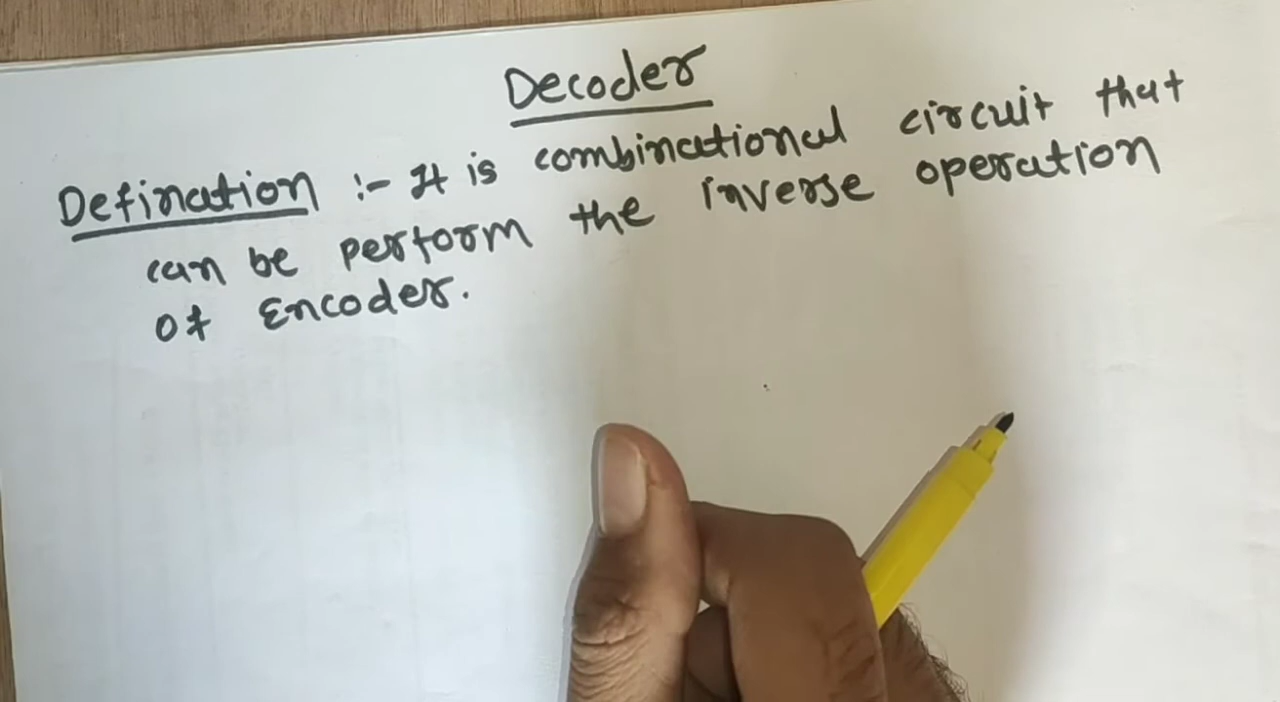 Decoder
Defination :- It is combinational circuit that
can be perform the inverse operation
of Encoder.